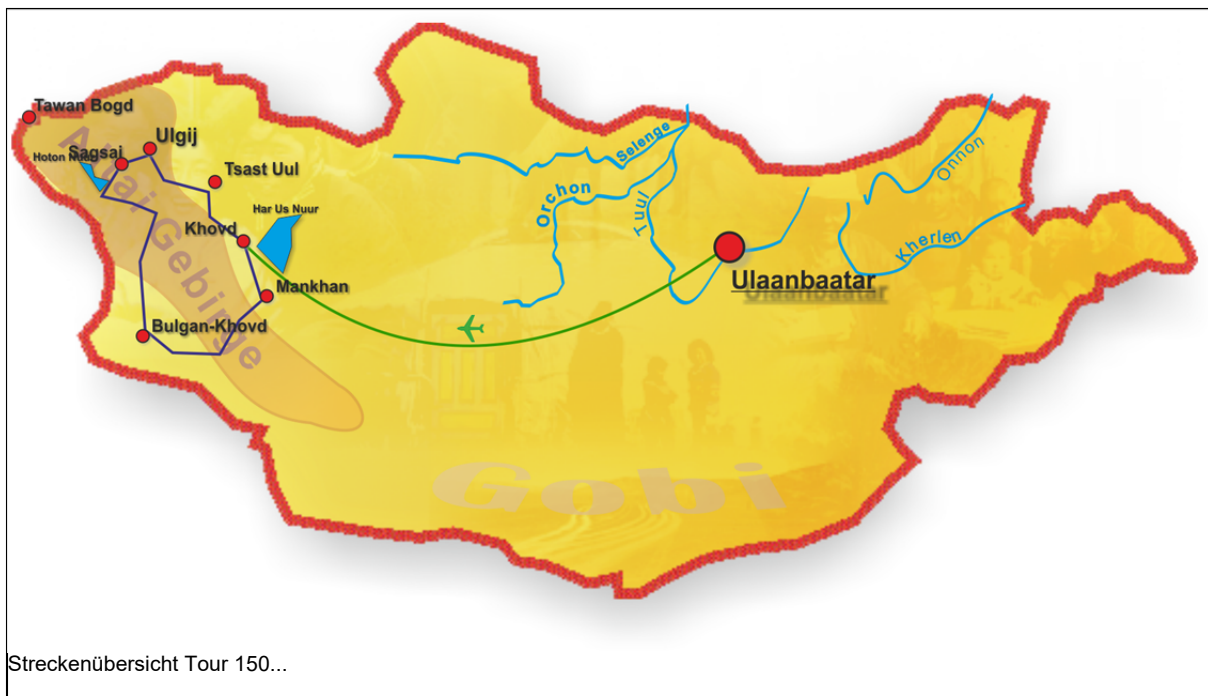 Tawan Bogd
Ulgij
Sagsai
Hoton Nuur
Tsast Uul
Altai Gebirge
Har Us Nuur
Khovd
Mankhan
Bulgan-Khovd
Selenge
Orchon
Tuul
Onnon
Kherlen
Ulaanbaatar
Gobi
Streckenübersicht Tour 150...